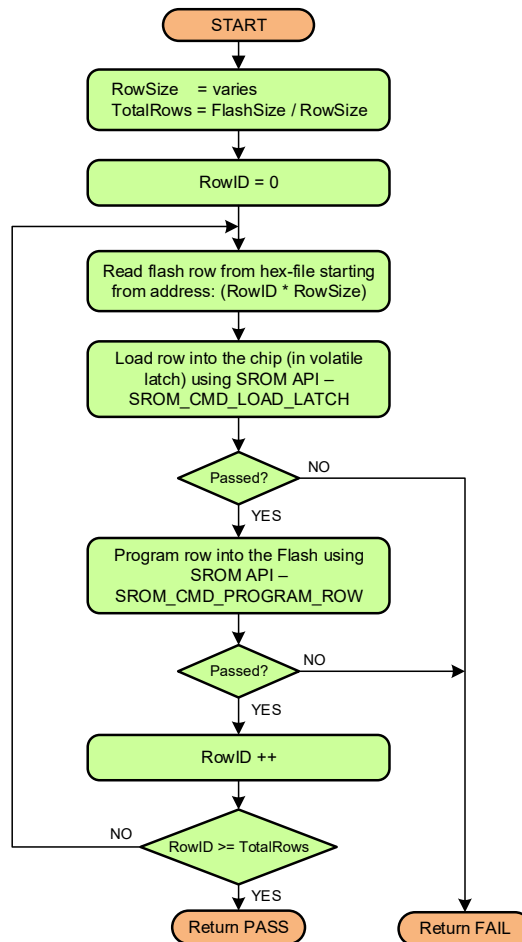 START
RowSize    = varies
TotalRows = FlashSize / RowSize
RowID = 0
Read flash row from hex-file starting
from address: (RowID * RowSize)
Load row into the chip (in volatile
latch) using SROM API –
SROM_CMD_LOAD_LATCH
Passed?
NO
YES
Program row into the Flash using
SROM API –
SROM_CMD_PROGRAM_ROW
Passed?
NO
YES
RowID ++
NO
RowID >= TotalRows
YES
Return PASS
Return FAIL